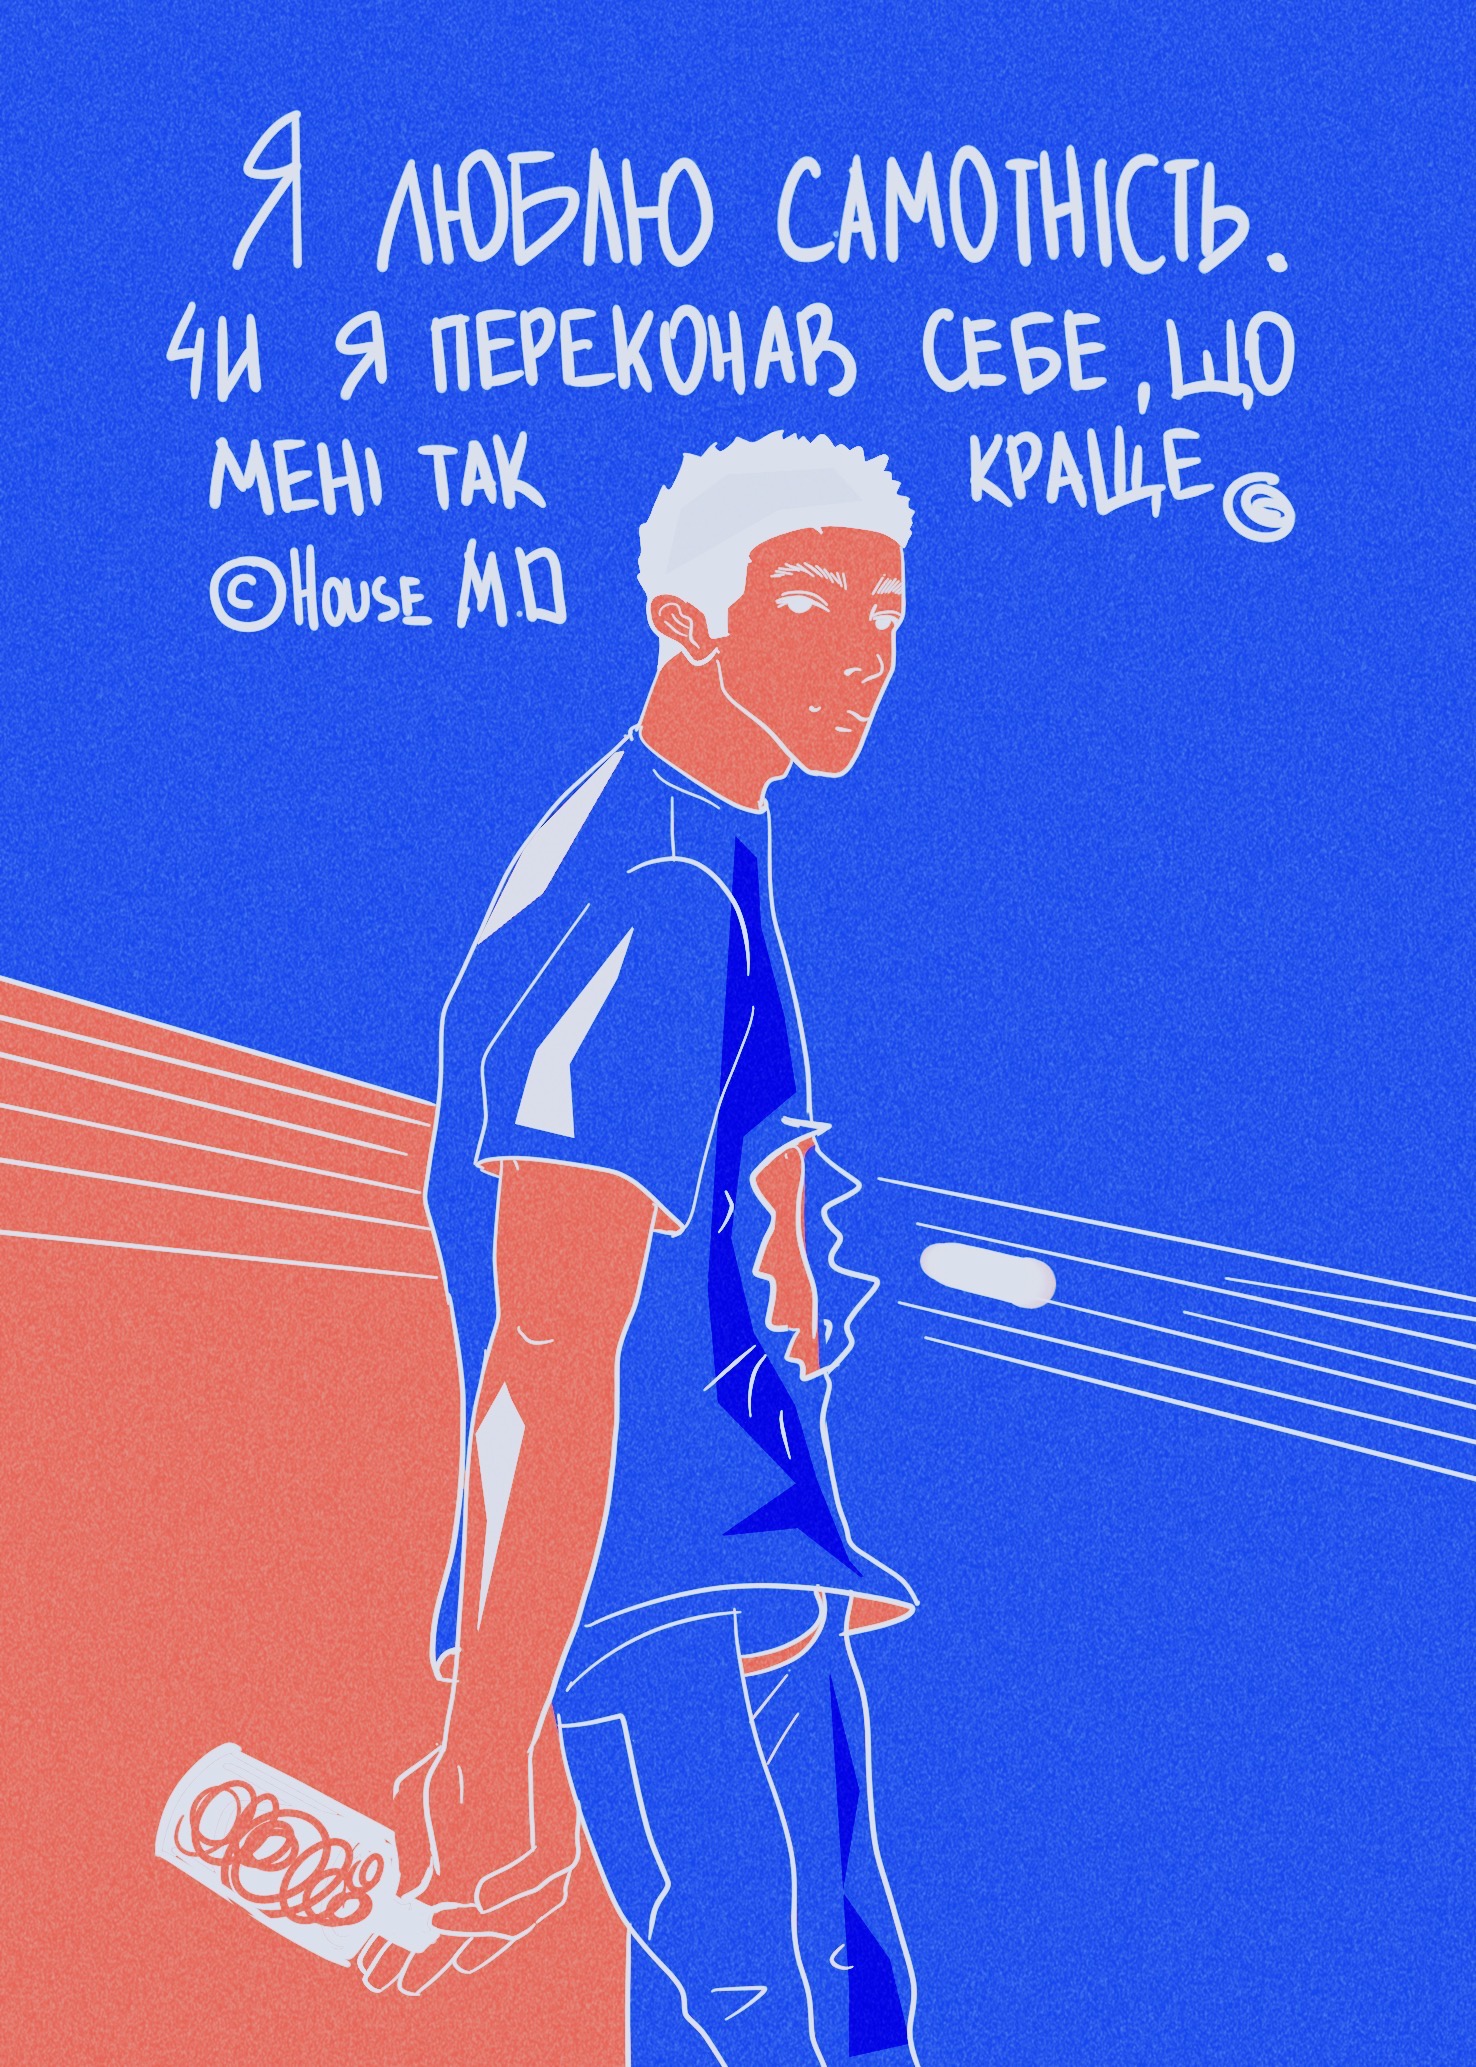 Я ЛЮБЛЮ САМОТНІСТЬ.
ЧИ Я ПЕРЕКОНАВ СЕБЕ, ЩО
МЕНІ ТАК КРАЩЕ
©HOUSE M.D